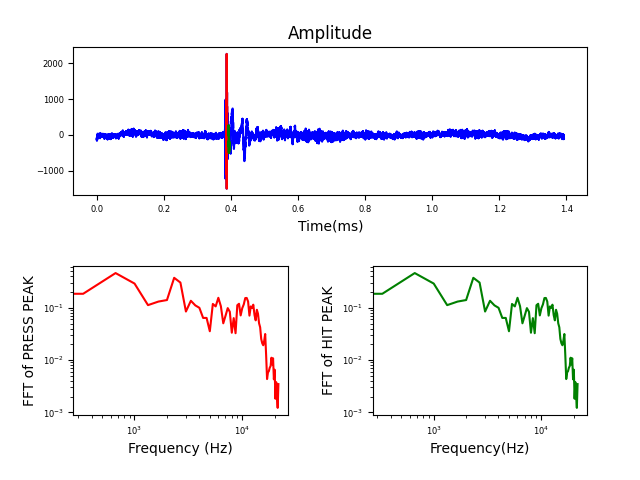 Amplitude
2000
1000
0
−1000
0.0 0.2 0.4 0.6 0.8 1.0 1.2 1.4
Time(ms)
FFT of PRESS PEAK
10⁻¹
10⁻²
10⁻³
10³ 10⁴
Frequency (Hz)
FFT of HIT PEAK
10⁻¹
10⁻²
10⁻³
10³ 10⁴
Frequency(Hz)